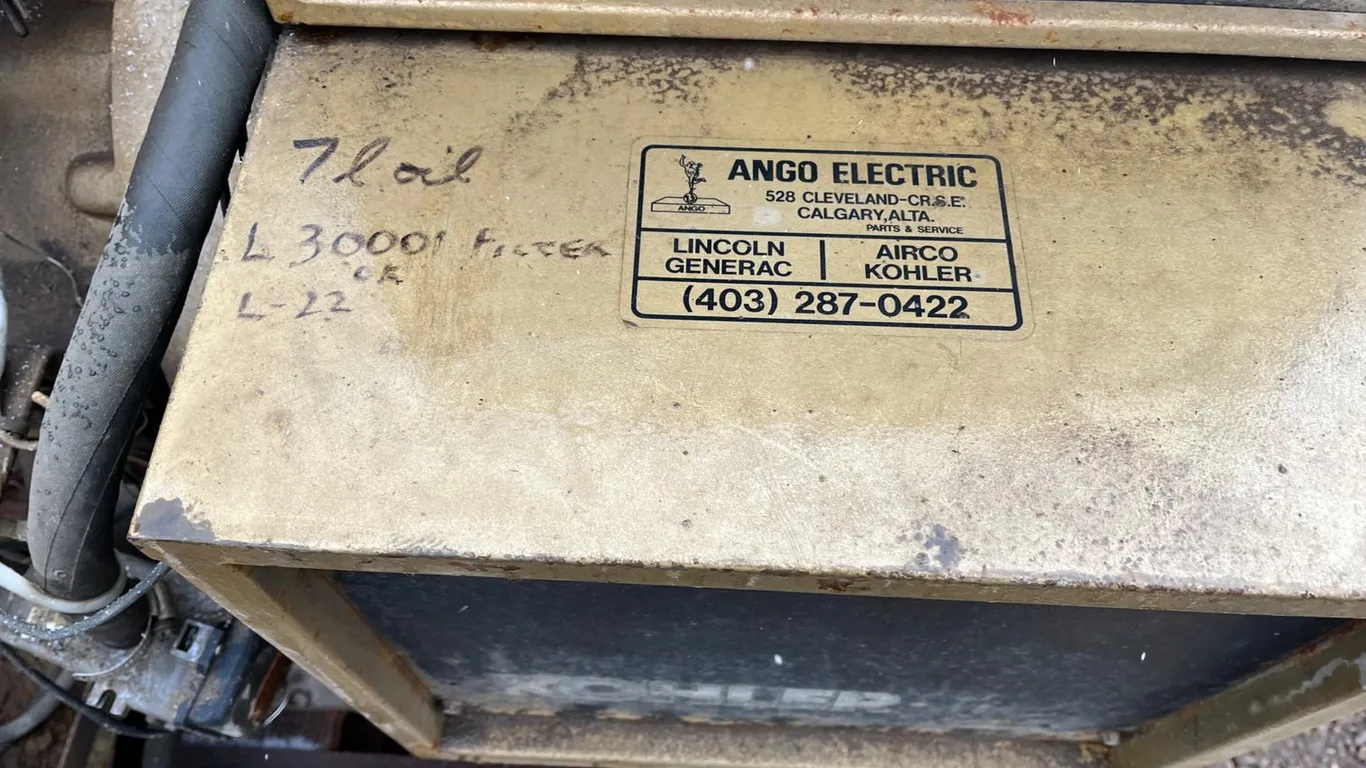 7 l oil
L 30001 FILTER
OR
L-22
ANGO
ANGO ELECTRIC
528 CLEVELAND-CR.S.E.
CALGARY, ALTA.
PARTS & SERVICE
LINCOLN
GENERAC
AIRCO
KOHLER
(403) 287-0422
KOHLER